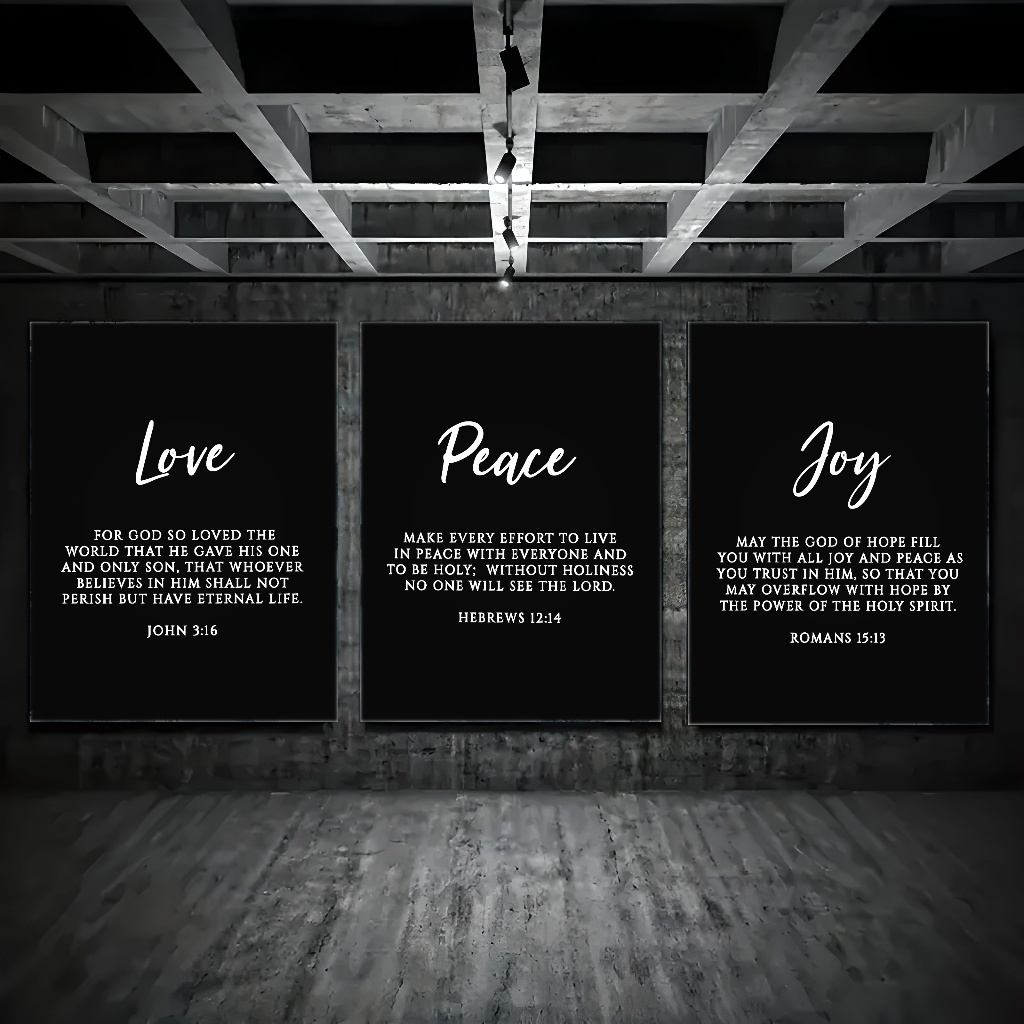 Love
FOR GOD SO LOVED THE
WORLD THAT HE GAVE HIS ONE
AND ONLY SON, THAT WHOEVER
BELIEVES IN HIM SHALL NOT
PERISH BUT HAVE ETERNAL LIFE.
JOHN 3:16
Peace
MAKE EVERY EFFORT TO LIVE
IN PEACE WITH EVERYONE AND
TO BE HOLY; WITHOUT HOLINESS
NO ONE WILL SEE THE LORD.
HEBREWS 12:14
Joy
MAY THE GOD OF HOPE FILL
YOU WITH ALL JOY AND PEACE AS
YOU TRUST IN HIM, SO THAT YOU
MAY OVERFLOW WITH HOPE BY
THE POWER OF THE HOLY SPIRIT.
ROMANS 15:13